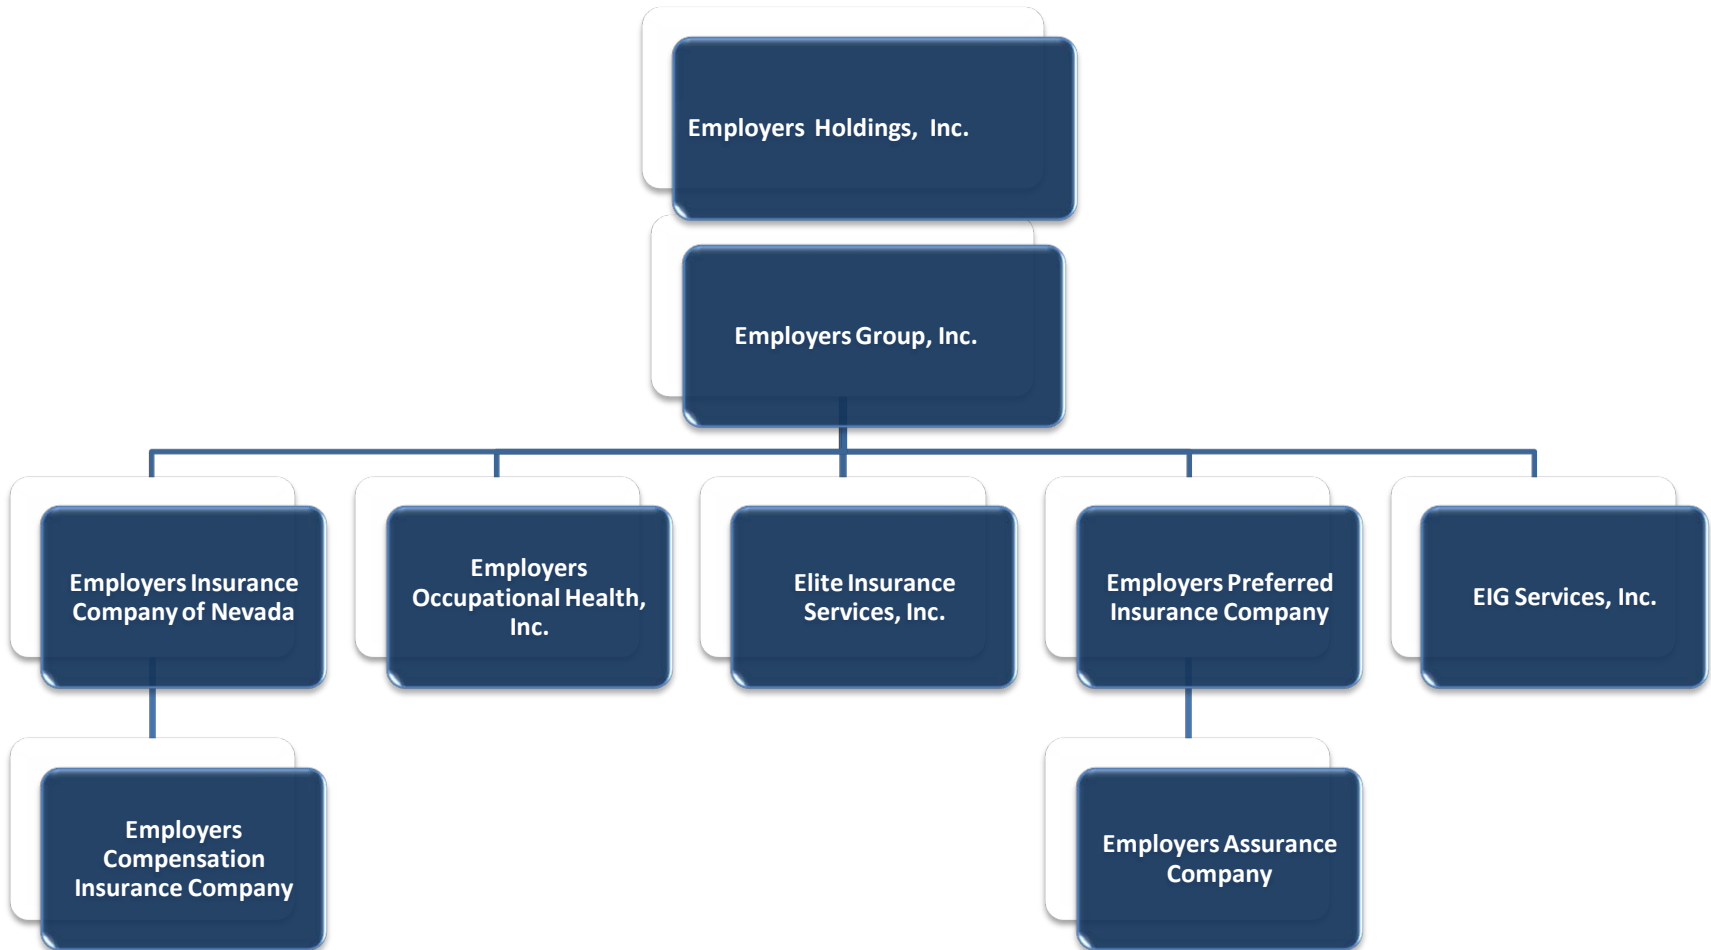 Employers Holdings, Inc.
Employers Group, Inc.
Employers Insurance
Company of Nevada
Employers
Occupational Health,
Inc.
Elite Insurance
Services, Inc.
Employers Preferred
Insurance Company
EIG Services, Inc.
Employers
Compensation
Insurance Company
Employers Assurance
Company